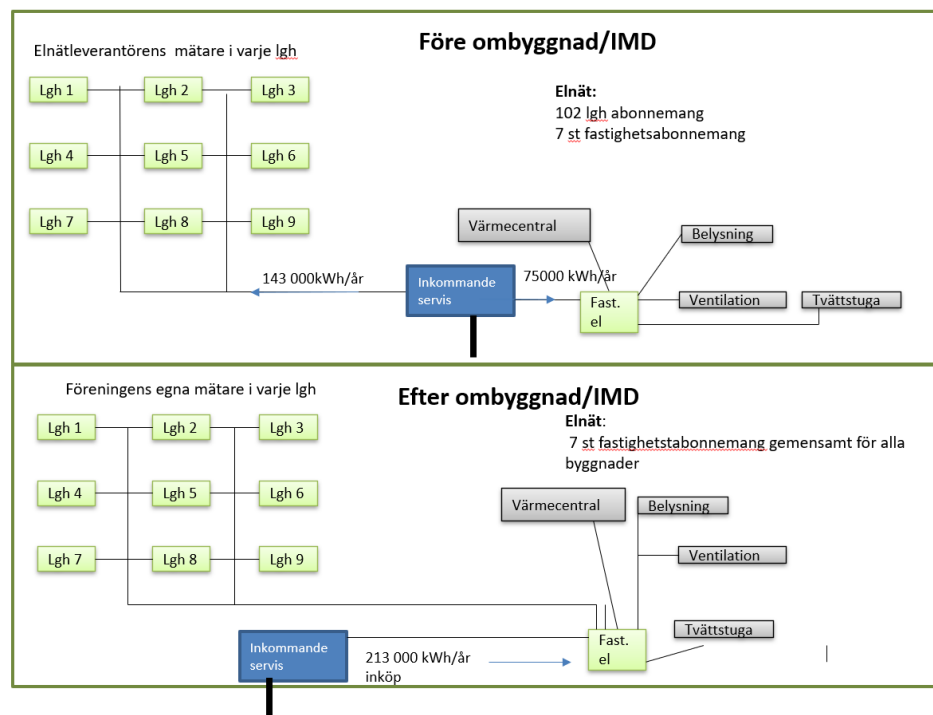 Före ombyggnad/IMD
Elnätleverantörens mätare i varje lgh
Lgh 1
Lgh 2
Lgh 3
Elnät:
102 lgh abonnemang
7 st fastighetsabonnemang
Lgh 4
Lgh 5
Lgh 6
Lgh 7
Lgh 8
Lgh 9
Värmecentral
Belysning
143 000kWh/år
Inkommande
servis
75000 kWh/år
Fast.
el
Ventilation
Tvättstuga
Föreningens egna mätare i varje lgh
Efter ombyggnad/IMD
Elnät:
7 st fastighetstabonnemang gemensamt för alla
byggnader
Lgh 1
Lgh 2
Lgh 3
Lgh 4
Lgh 5
Lgh 6
Värmecentral
Belysning
Lgh 7
Lgh 8
Lgh 9
Ventilation
Inkommande
servis
213 000 kWh/år
inköp
Fast.
el
Tvättstuga